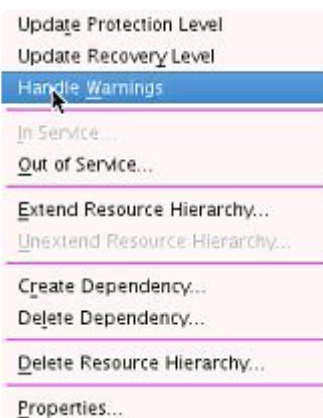 Update Protection Level
Update Recovery Level
Handle Warnings
In Service...
Out of Service...
Extend Resource Hierarchy...
Unextend Resource Hierarchy...
Create Dependency...
Delete Dependency...
Delete Resource Hierarchy...
Properties...